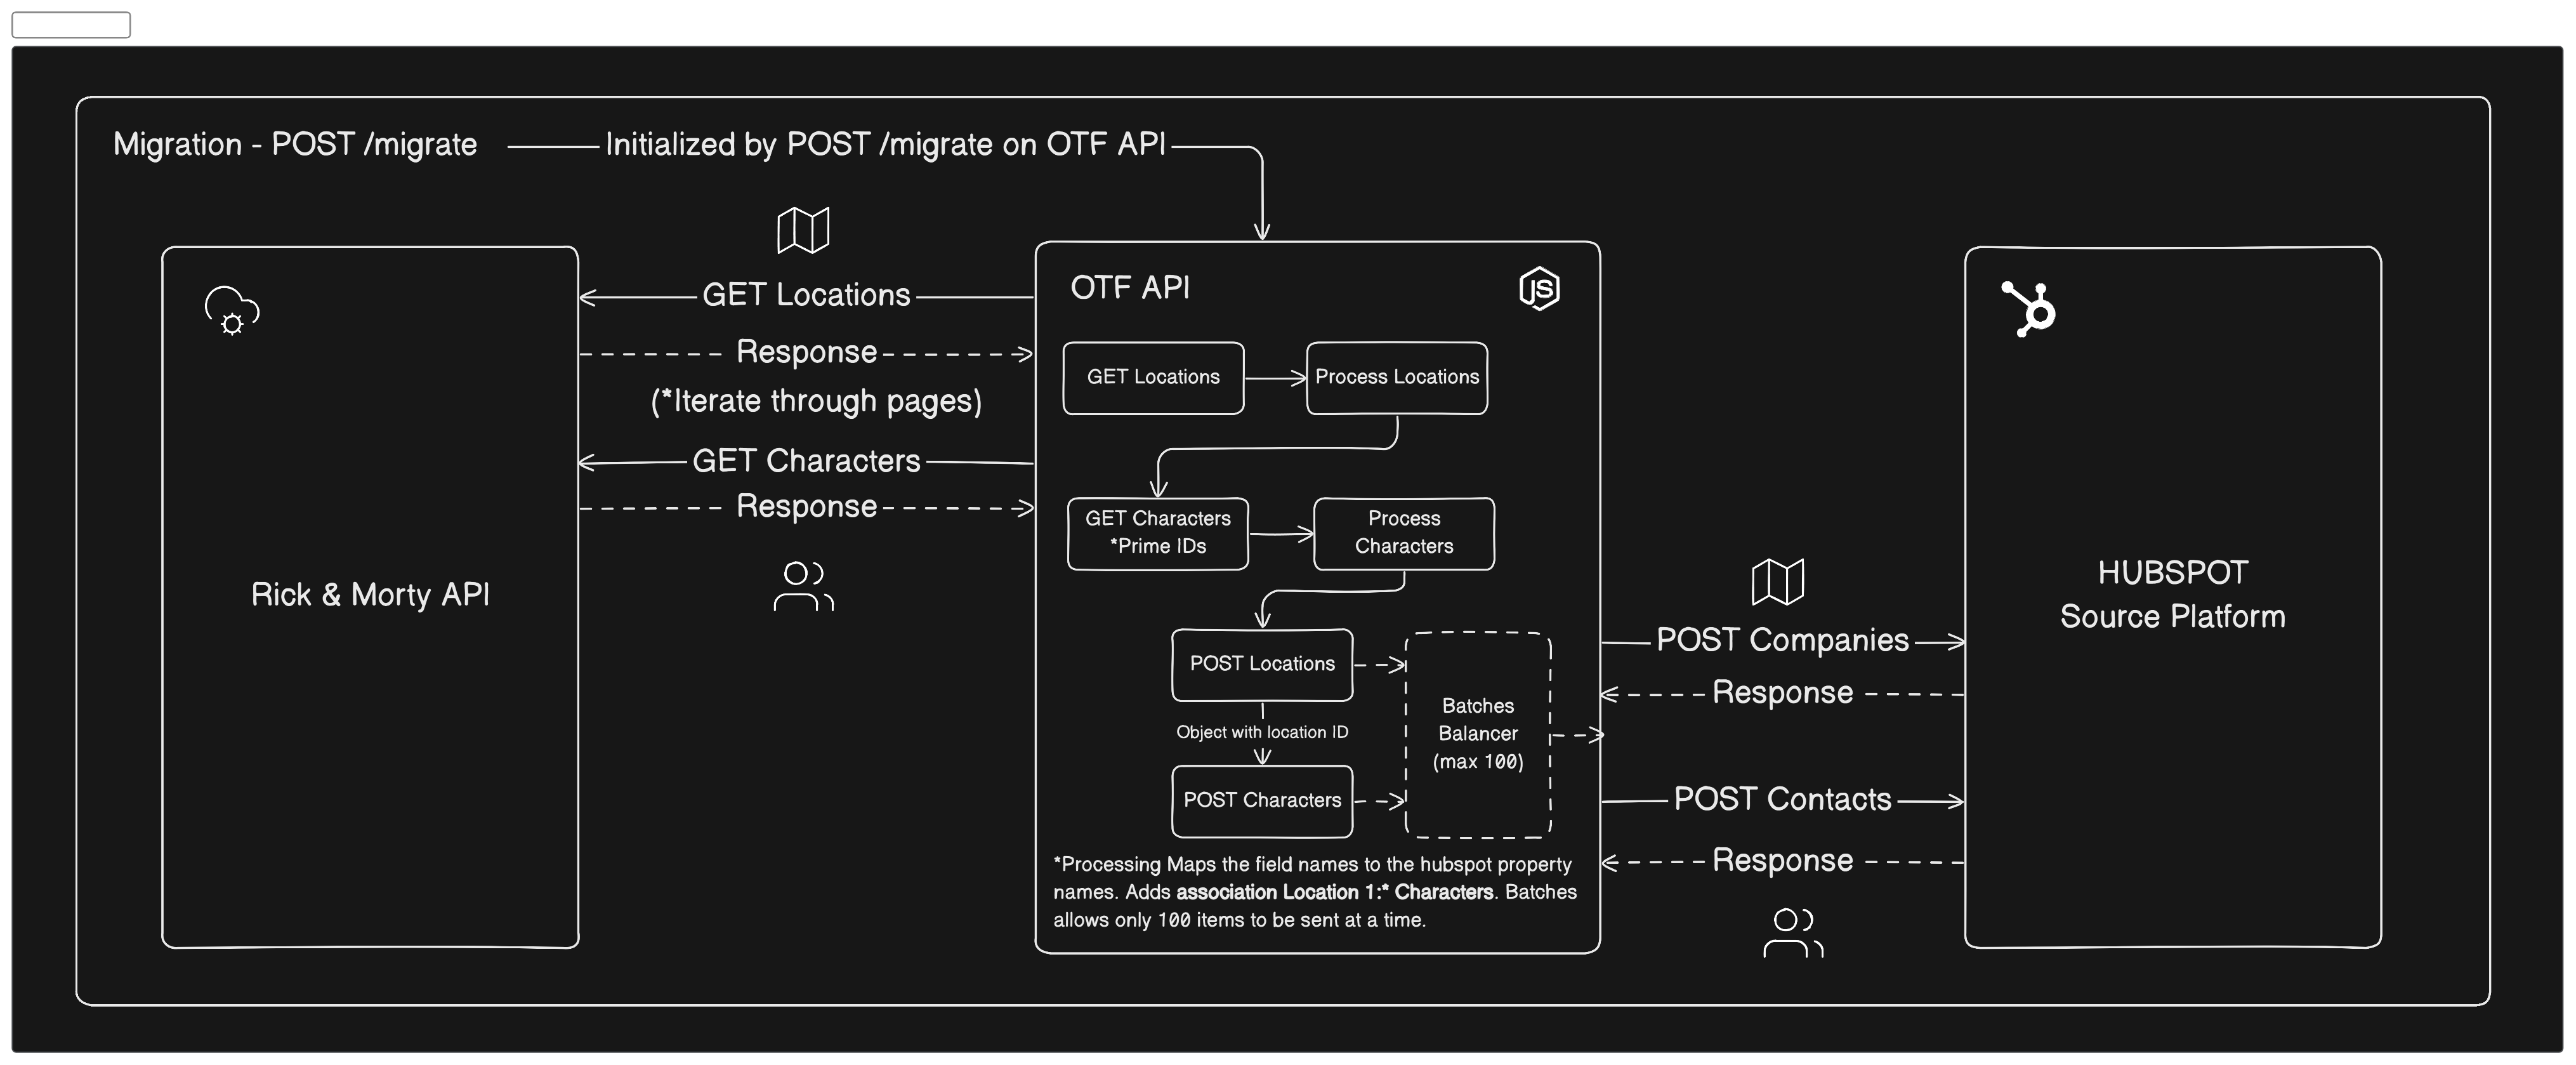 Migration - POST /migrate
Initialized by POST /migrate on OTF API
GET Locations
Response
(*Iterate through pages)
GET Characters
Response
Rick & Morty API
OTF API
JS
GET Locations
Process Locations
GET Characters
*Prime IDs
Process
Characters
POST Locations
Object with location ID
POST Characters
Batches
Balancer
(max 100)
*Processing Maps the field names to the hubspot property
names. Adds association Location 1:* Characters. Batches
allows only 100 items to be sent at a time.
POST Companies
Response
POST Contacts
Response
HUBSPOT
Source Platform